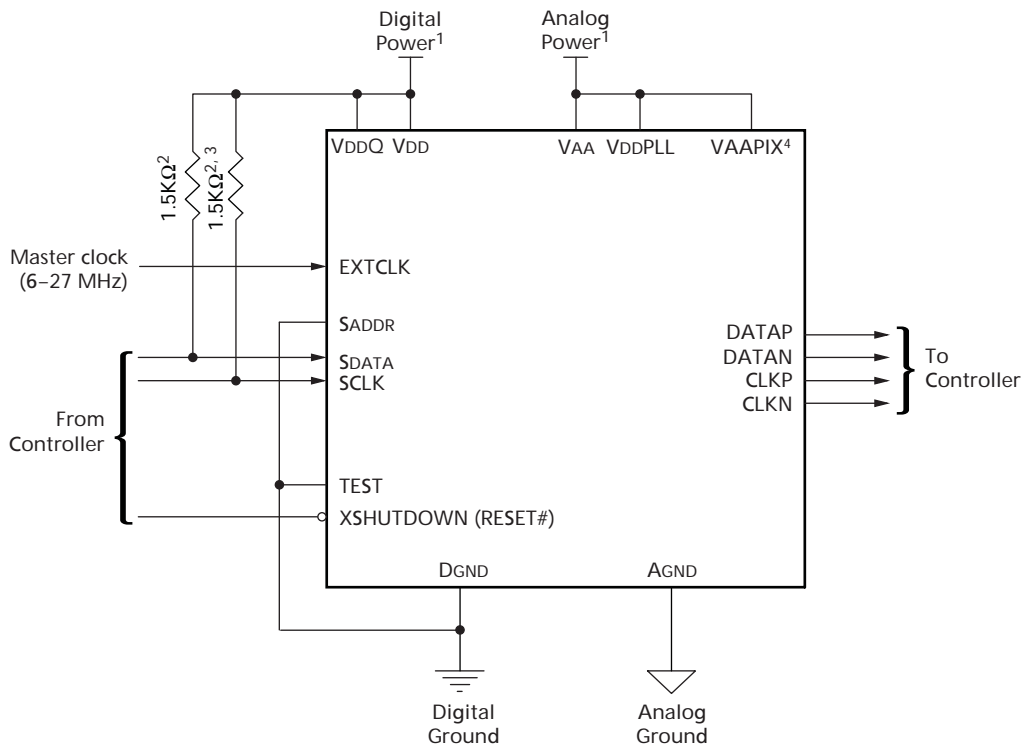 Digital
Power¹
Analog
Power¹
VDDQ VDD
VAA VDDPLL VAAPIX⁴
1.5KΩ²
1.5KΩ²,³
Master clock
(6–27 MHz)
EXTCLK
SADDR
SDATA
SCLK
From
Controller
TEST
XSHUTDOWN (RESET#)
DATAP
DATAN
CLKP
CLKN
To
Controller
DGND
AGND
Digital
Ground
Analog
Ground